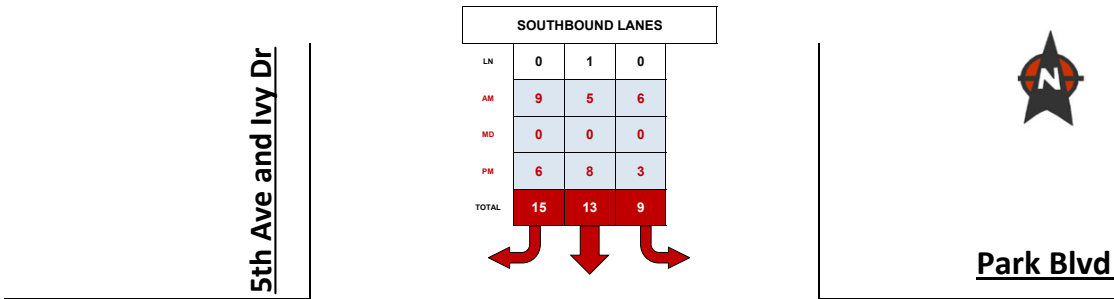 SOUTHBOUND LANES
LN 0 1 0
AM 9 5 6
MD 0 0 0
PM 6 8 3
TOTAL 15 13 9
5th Ave and Ivy Dr
N
Park Blvd